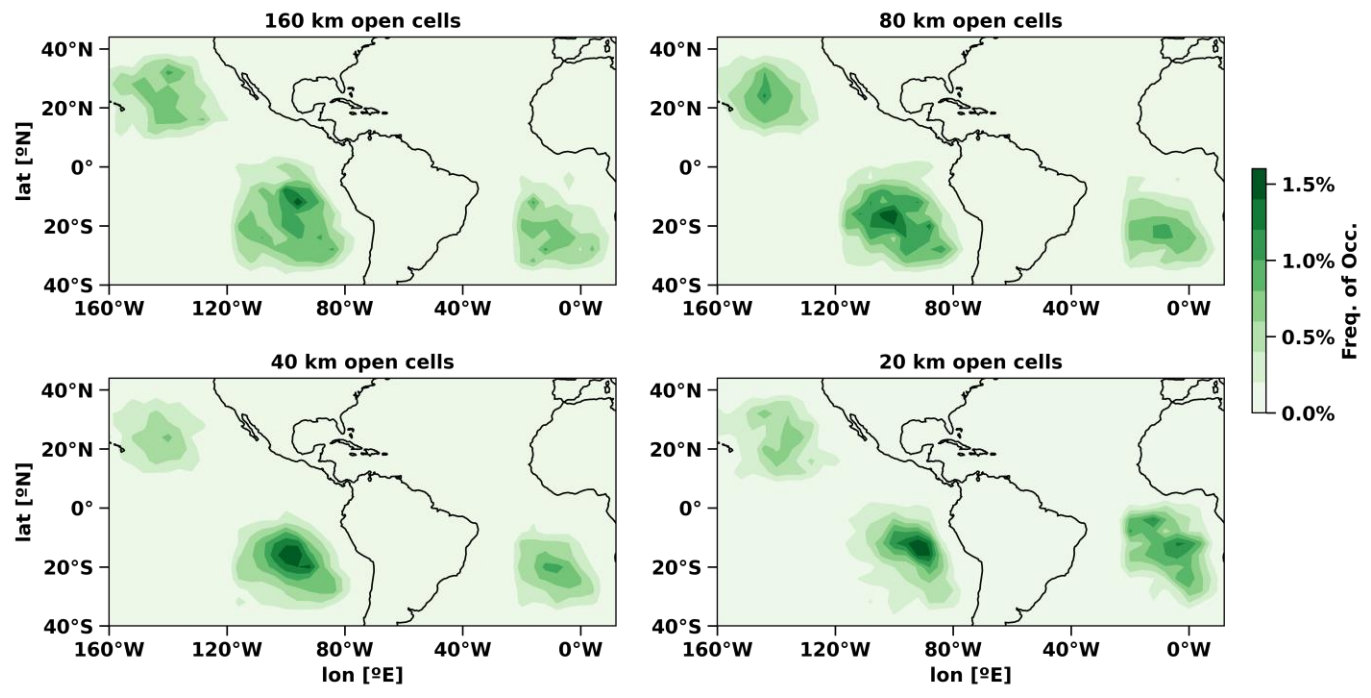 160 km open cells
80 km open cells
40°N
20°N
0°
20°S
40°S
lat [ºN]
160°W
120°W
80°W
40°W
0°W
40°N
20°N
0°
20°S
40°S
160°W
120°W
80°W
40°W
0°W
40 km open cells
20 km open cells
40°N
20°N
0°
20°S
40°S
lat [ºN]
160°W
120°W
80°W
40°W
0°W
lon [ºE]
40°N
20°N
0°
20°S
40°S
160°W
120°W
80°W
40°W
0°W
lon [ºE]
1.5%
1.0%
0.5%
0.0%
Freq. of Occ.